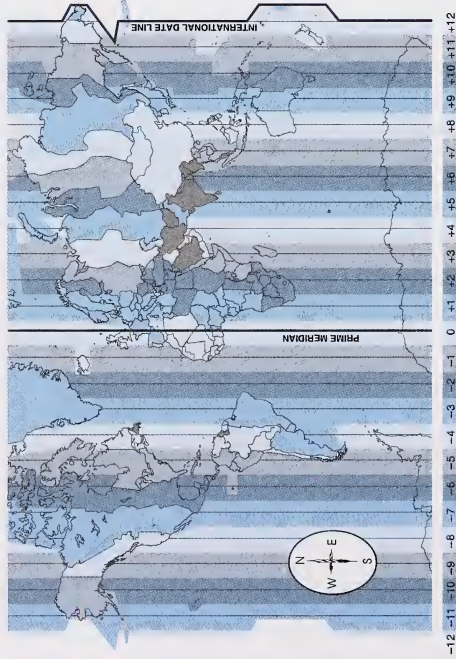 INTERNATIONAL DATE LINE
PRIME MERIDIAN
N
W E
S
-12 -11 -10 -9 -8 -7 -6 -5 -4 -3 -2 -1 0 +1 +2 +3 +4 +5 +6 +7 +8 +9 +10 +11 +12